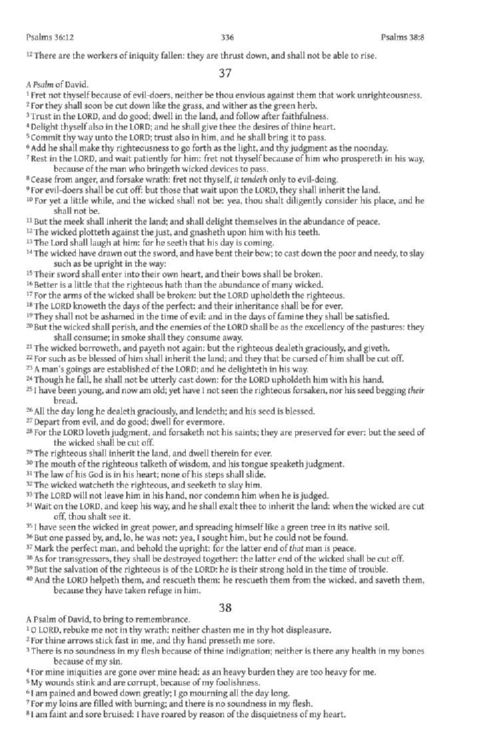 Psalms 36:12 336 Psalms 38:8
12 There are the workers of iniquity fallen: they are thrust down, and shall not be able to rise.
37
A Psalm of David.
1 Fret not thyself because of evil-doers, neither be thou envious against them that work unrighteousness.
2 For they shall soon be cut down like the grass, and wither as the green herb.
3 Trust in the LORD, and do good; dwell in the land, and follow after faithfulness.
4 Delight thyself also in the LORD; and he shall give thee the desires of thine heart.
5 Commit thy way unto the LORD; trust also in him, and he shall bring it to pass.
6 Add he shall make thy righteousness to go forth as the light, and thy judgment as the noonday.
7 Rest in the LORD, and wait patiently for him: fret not thyself because of him who prospereth in his way,
because of the man who bringeth wicked devices to pass.
8 Cease from anger, and forsake wrath: fret not thyself, it tendeth only to evil-doing.
9 For evil-doers shall be cut off: but those that wait upon the LORD, they shall inherit the land.
10 For yet a little while, and the wicked shall not be: yea, thou shalt diligently consider his place, and he
shall not be.
11 But the meek shall inherit the land; and shall delight themselves in the abundance of peace.
12 The wicked plotteth against the just, and gnasheth upon him with his teeth.
13 The Lord shall laugh at him: for he seeth that his day is coming.
14 The wicked have drawn out the sword, and have bent their bow; to cast down the poor and needy, to slay
such as be upright in the way:
15 Their sword shall enter into their own heart, and their bows shall be broken.
16 Better is a little that the righteous hath than the abundance of many wicked.
17 For the arms of the wicked shall be broken: but the LORD upholdeth the righteous.
18 The LORD knoweth the days of the perfect: and their inheritance shall be for ever.
19 They shall not be ashamed in the time of evil: and in the days of famine they shall be satisfied.
20 But the wicked shall perish, and the enemies of the LORD shall be as the excellency of the pastures: they
shall consume; in smoke shall they consume away.
21 The wicked borroweth, and payeth not again: but the righteous dealeth graciously, and giveth.
22 For such as be blessed of him shall inherit the land; and they that be cursed of him shall be cut off.
23 A man's goings are established of the LORD; and he delighteth in his way.
24 Though he fall, he shall not be utterly cast down: for the LORD upholdeth him with his hand.
25 I have been young, and now am old; yet have I not seen the righteous forsaken, nor his seed begging their
bread.
26 All the day long he dealeth graciously, and lendeth; and his seed is blessed.
27 Depart from evil, and do good; dwell for evermore.
28 For the LORD loveth judgment, and forsaketh not his saints; they are preserved for ever: but the seed of
the wicked shall be cut off.
29 The righteous shall inherit the land, and dwell therein for ever.
30 The mouth of the righteous talketh of wisdom, and his tongue speaketh judgment.
31 The law of his God is in his heart; none of his steps shall slide.
32 The wicked watcheth the righteous, and seeketh to slay him.
33 The LORD will not leave him in his hand, nor condemn him when he is judged.
34 Wait on the LORD, and keep his way, and he shall exalt thee to inherit the land: when the wicked are cut
off, thou shalt see it.
35 I have seen the wicked in great power, and spreading himself like a green tree in its native soil.
36 But one passed by, and, lo, he was not: yea, I sought him, but he could not be found.
37 Mark the perfect man, and behold the upright: for the latter end of that man is peace.
38 As for transgressors, they shall be destroyed together: the latter end of the wicked shall be cut off.
39 But the salvation of the righteous is of the LORD: he is their strong hold in the time of trouble.
40 And the LORD helpeth them, and rescueth them: he rescueth them from the wicked, and saveth them,
because they have taken refuge in him.
38
A Psalm of David, to bring to remembrance.
1 O LORD, rebuke me not in thy wrath: neither chasten me in thy hot displeasure.
2 For thine arrows stick fast in me, and thy hand presseth me sore.
3 There is no soundness in my flesh because of thine indignation; neither is there any health in my bones
because of my sin.
4 For mine iniquities are gone over mine head: as an heavy burden they are too heavy for me.
5 My wounds stink and are corrupt, because of my foolishness.
6 I am pained and bowed down greatly; I go mourning all the day long.
7 For my loins are filled with burning; and there is no soundness in my flesh.
8 I am faint and sore bruised: I have roared by reason of the disquietness of my heart.